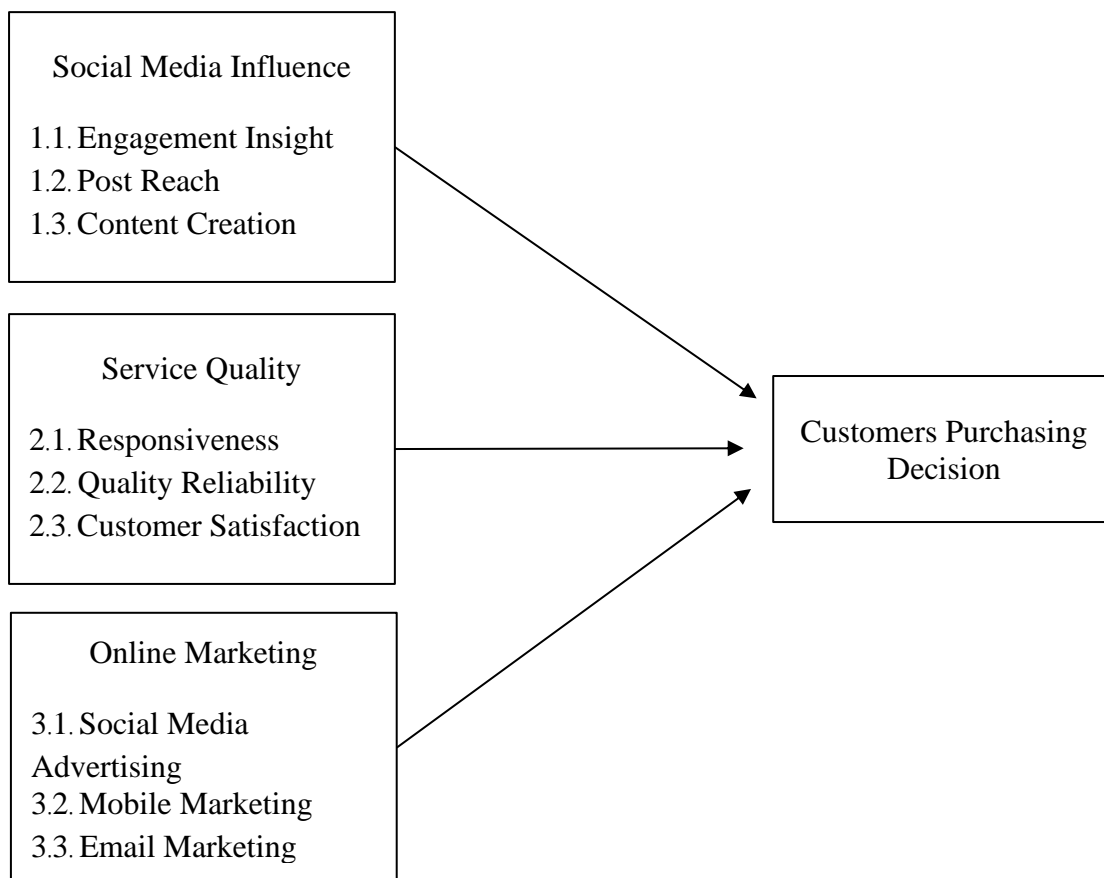 Social Media Influence
1.1. Engagement Insight
1.2. Post Reach
1.3. Content Creation
Service Quality
2.1. Responsiveness
2.2. Quality Reliability
2.3. Customer Satisfaction
Online Marketing
3.1. Social Media
Advertising
3.2. Mobile Marketing
3.3. Email Marketing
Customers Purchasing
Decision